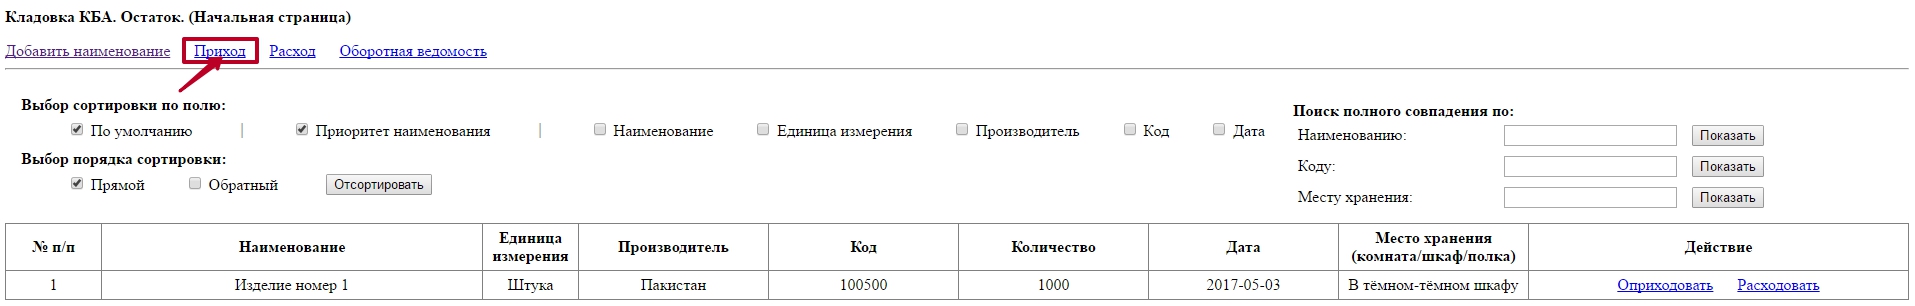 Кладовка КБА. Остаток. (Начальная страница)
Добавить наименование Приход Расход Оборотная ведомость
Выбор сортировки по полю:
По умолчанию | Приоритет наименования | Наименование Единица измерения Производитель Код Дата
Выбор порядка сортировки:
Прямой Обратный Отсортировать
Поиск полного совпадения по:
Наименованию: Показать
Коду: Показать
Месту хранения: Показать
№ п/п Наименование Единица измерения Производитель Код Количество Дата Место хранения (комната/шкаф/полка) Действие
1 Изделие номер 1 Штука Пакистан 100500 1000 2017-05-03 В тёмном-тёмном шкафу Оприходовать Расходовать